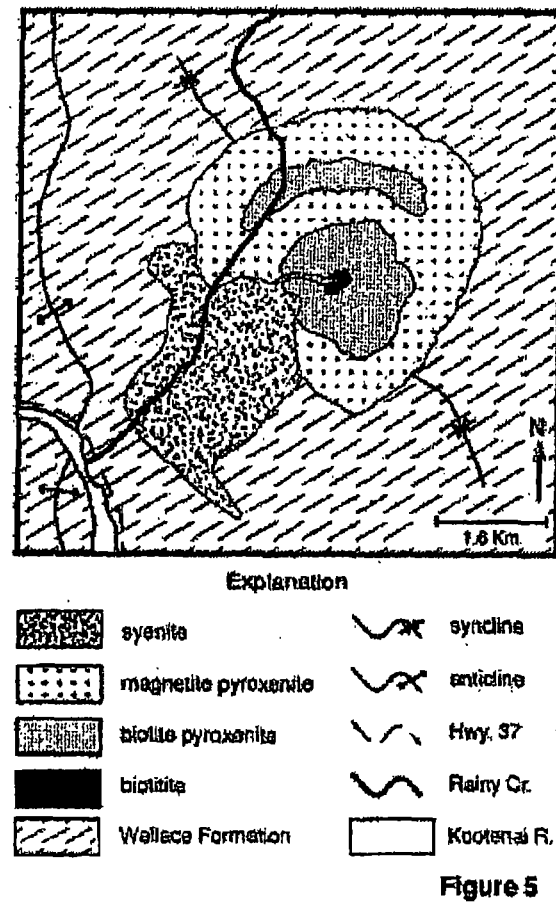 N
1.6 Km.
Explanation
syenite
magnetite pyroxenite
biotite pyroxenite
biotitite
Wallace Formation
syncline
anticline
Hwy. 37
Rainy Cr.
Kootenai R.
Figure 5